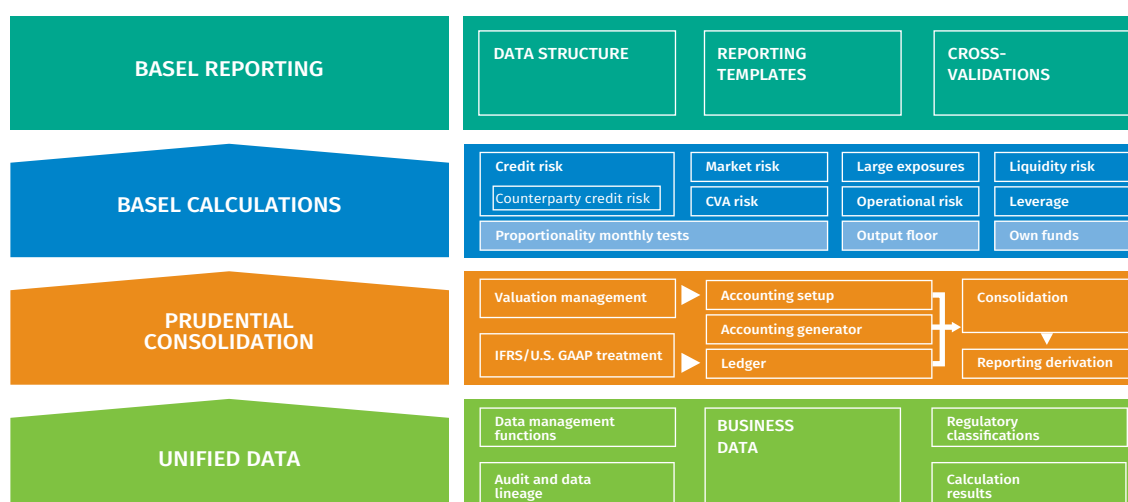 BASEL REPORTING
DATA STRUCTURE
REPORTING
TEMPLATES
CROSS-
VALIDATIONS
BASEL CALCULATIONS
Credit risk
Counterparty credit risk
Market risk
CVA risk
Large exposures
Operational risk
Liquidity risk
Leverage
Proportionality monthly tests
Output floor
Own funds
PRUDENTIAL
CONSOLIDATION
Valuation management
IFRS/U.S. GAAP treatment
Accounting setup
Accounting generator
Ledger
Consolidation
Reporting derivation
UNIFIED DATA
Data management
functions
Audit and data
lineage
BUSINESS
DATA
Regulatory
classifications
Calculation
results